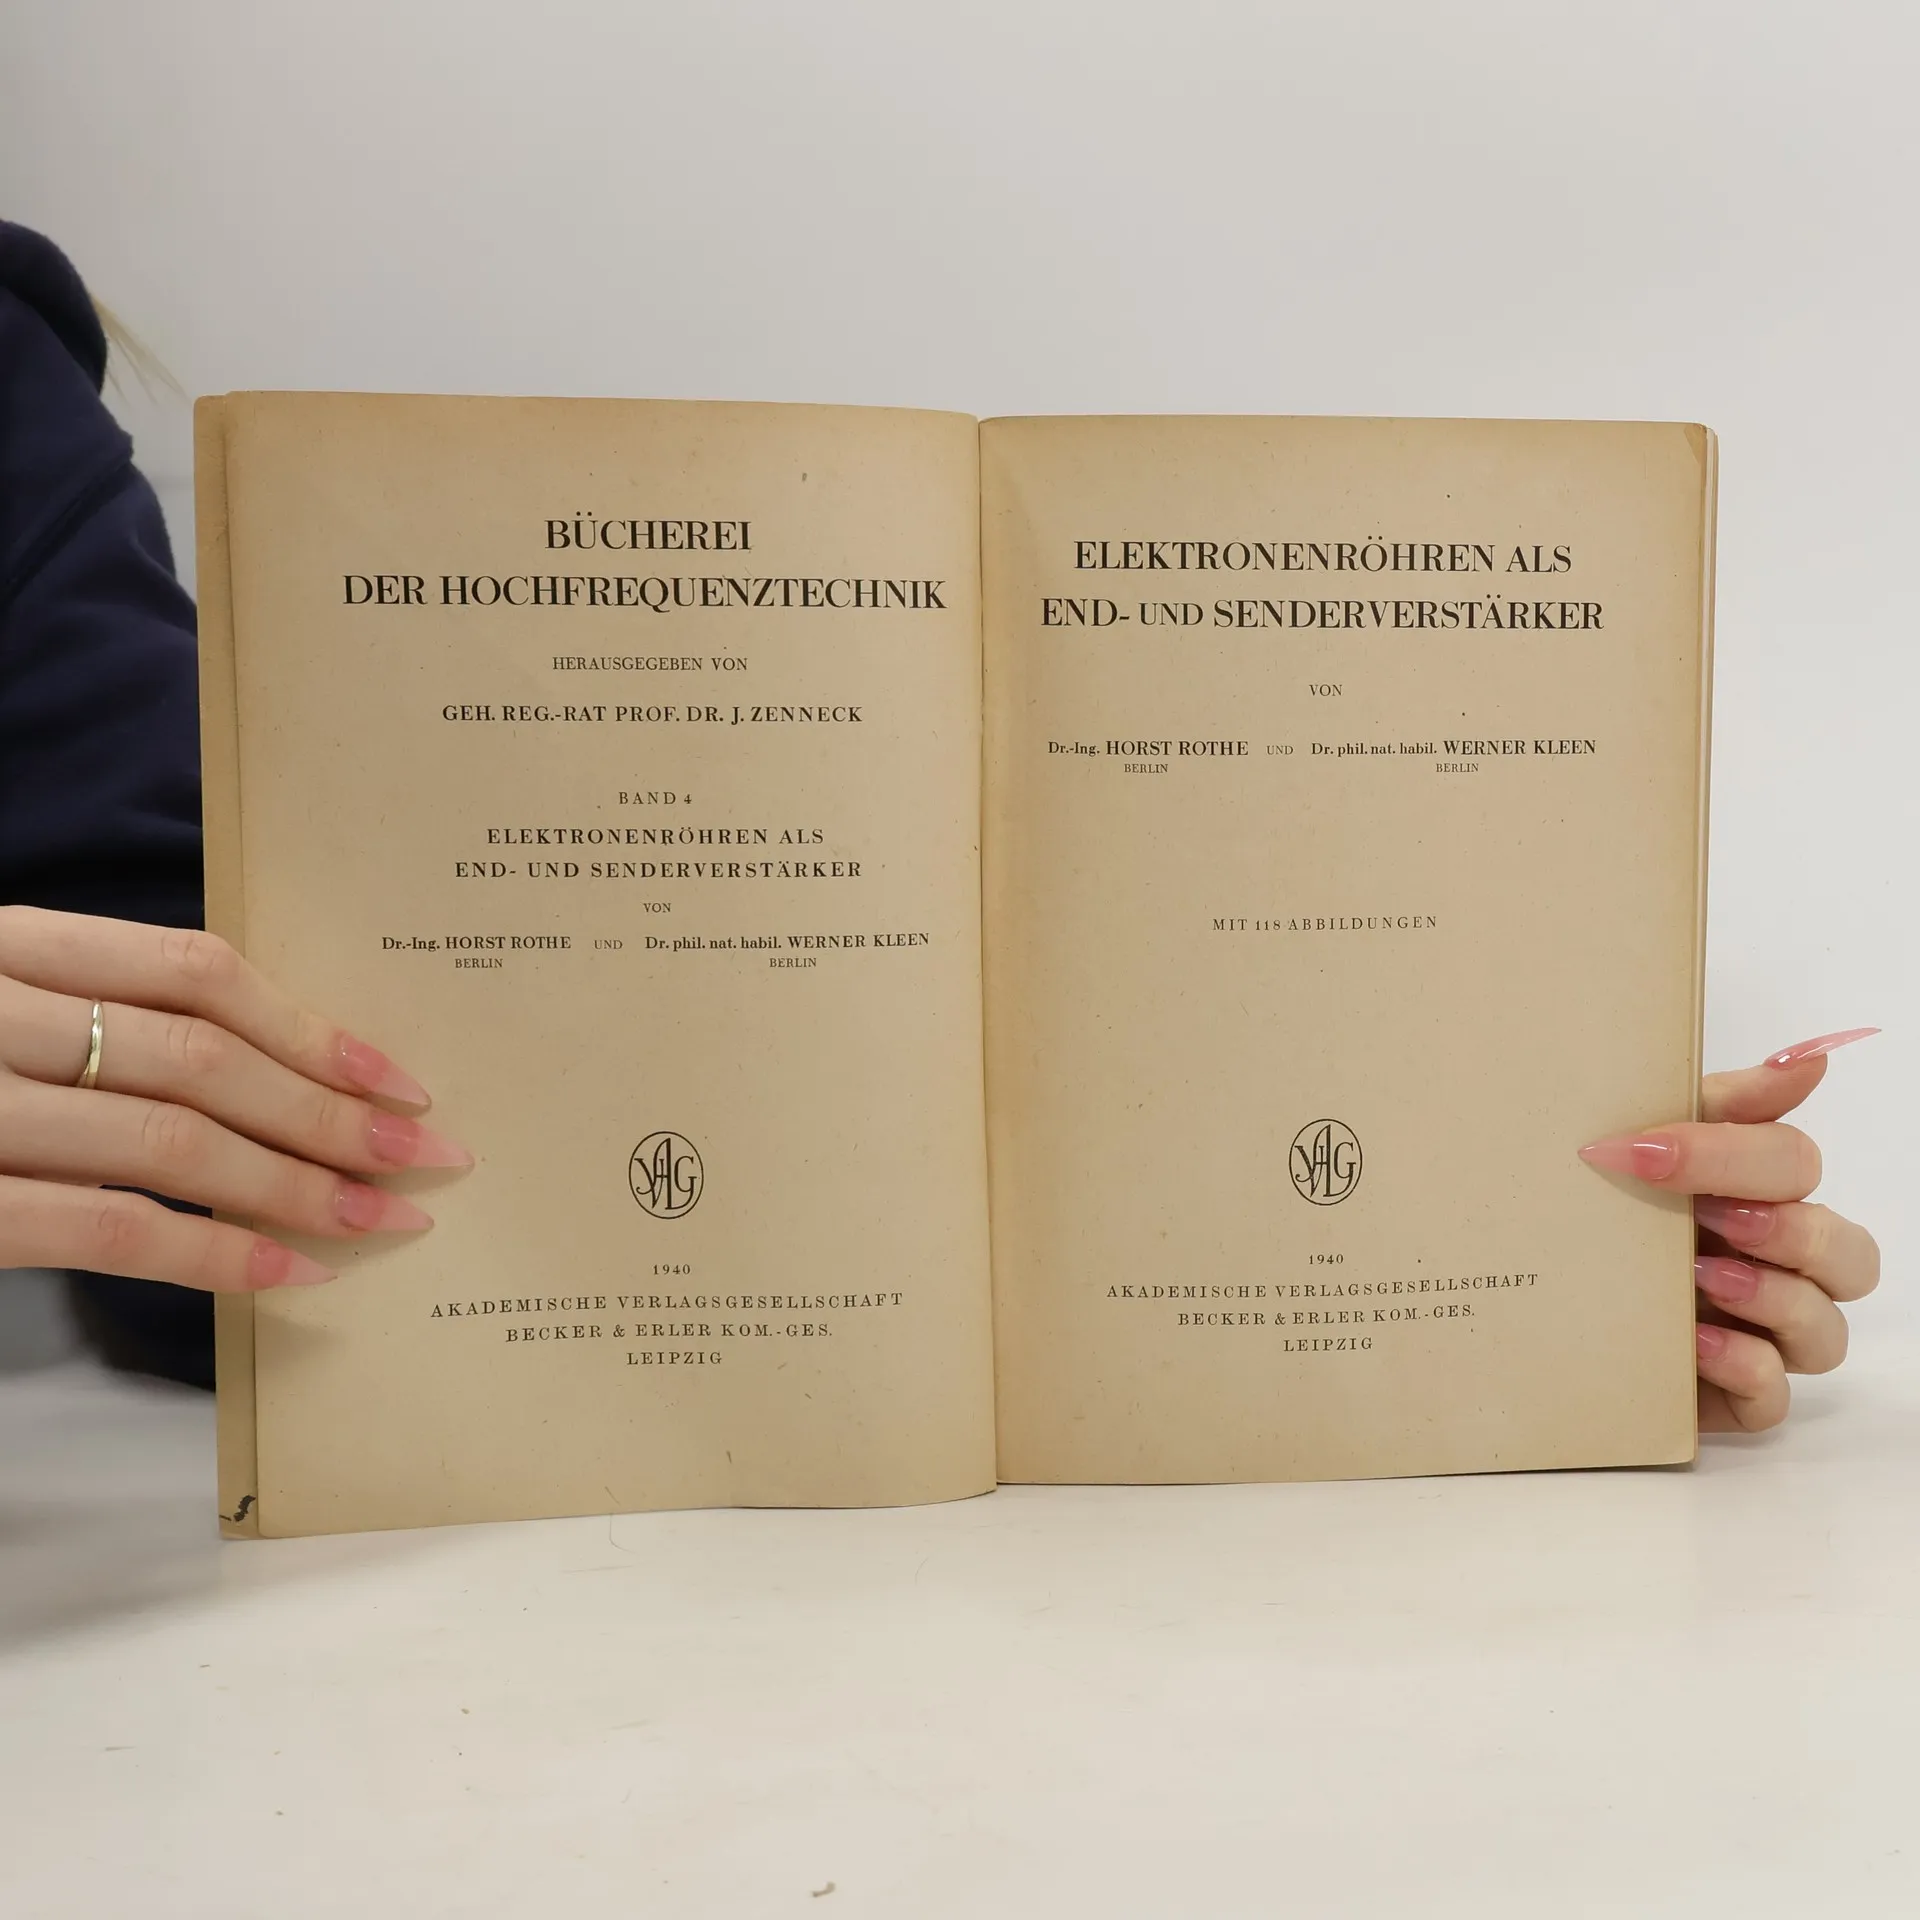 BÜCHEREI
DER HOCHFREQUENZTECHNIK
HERAUSGEGEBEN VON
GEH. REG.-RAT PROF. DR. J. ZENNECK
BAND 4
ELEKTRONENRÖHREN ALS
END- UND SENDERVERSTÄRKER
VON
Dr.-Ing. HORST ROTHE UND Dr. phil. nat. habil. WERNER KLEEN
BERLIN BERLIN
1940
AKADEMISCHE VERLAGSGESELLSCHAFT
BECKER & ERLER KOM.-GES.
LEIPZIG
ELEKTRONENRÖHREN ALS
END- UND SENDERVERSTÄRKER
VON
Dr.-Ing. HORST ROTHE UND Dr. phil. nat. habil. WERNER KLEEN
BERLIN BERLIN
MIT 118 ABBILDUNGEN
1940
AKADEMISCHE VERLAGSGESELLSCHAFT
BECKER & ERLER KOM.-GES.
LEIPZIG